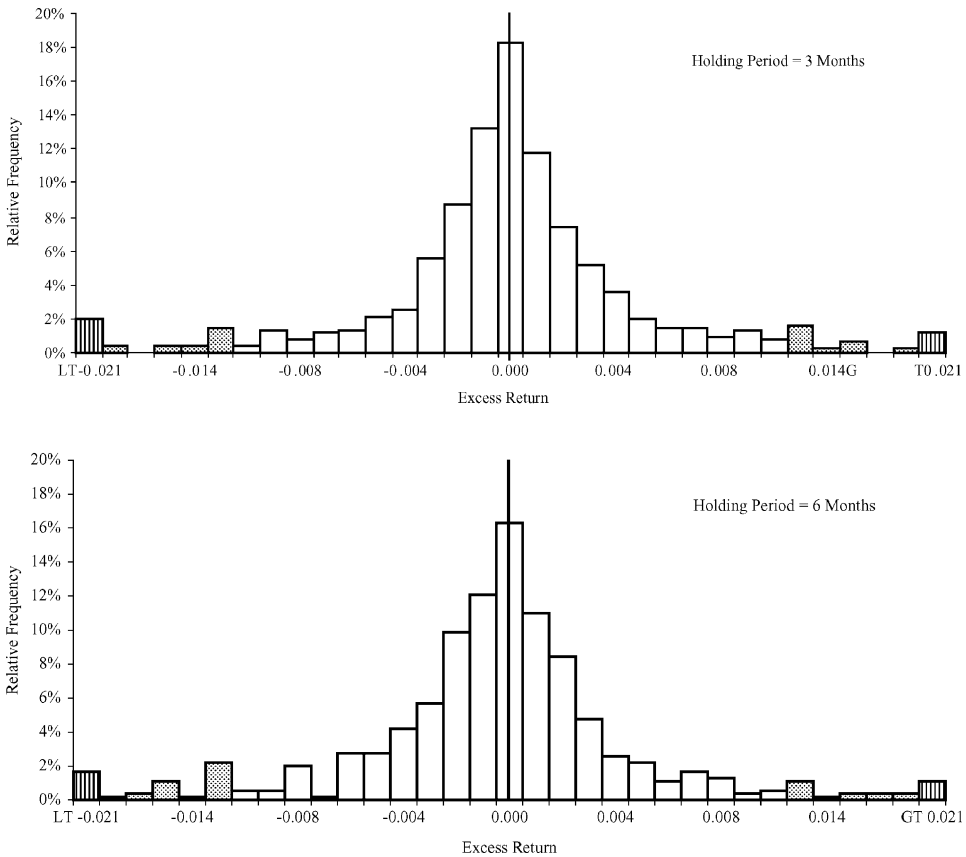 20%
18%
Holding Period = 3 Months
16%
14%
12%
10%
8%
6%
4%
2%
0%
Relative Frequency
LT-0 .021 -0.014 -0.008 -0.004 0.000 0.004 0.008 0.014G T0 .021
Excess Return
20%
18%
Holding Period = 6 Months
16%
14%
12%
10%
8%
6%
4%
2%
0%
Relative Frequency
LT -0.021 -0.014 -0.008 -0.004 0.000 0.004 0.008 0.014 GT 0.021
Excess Return